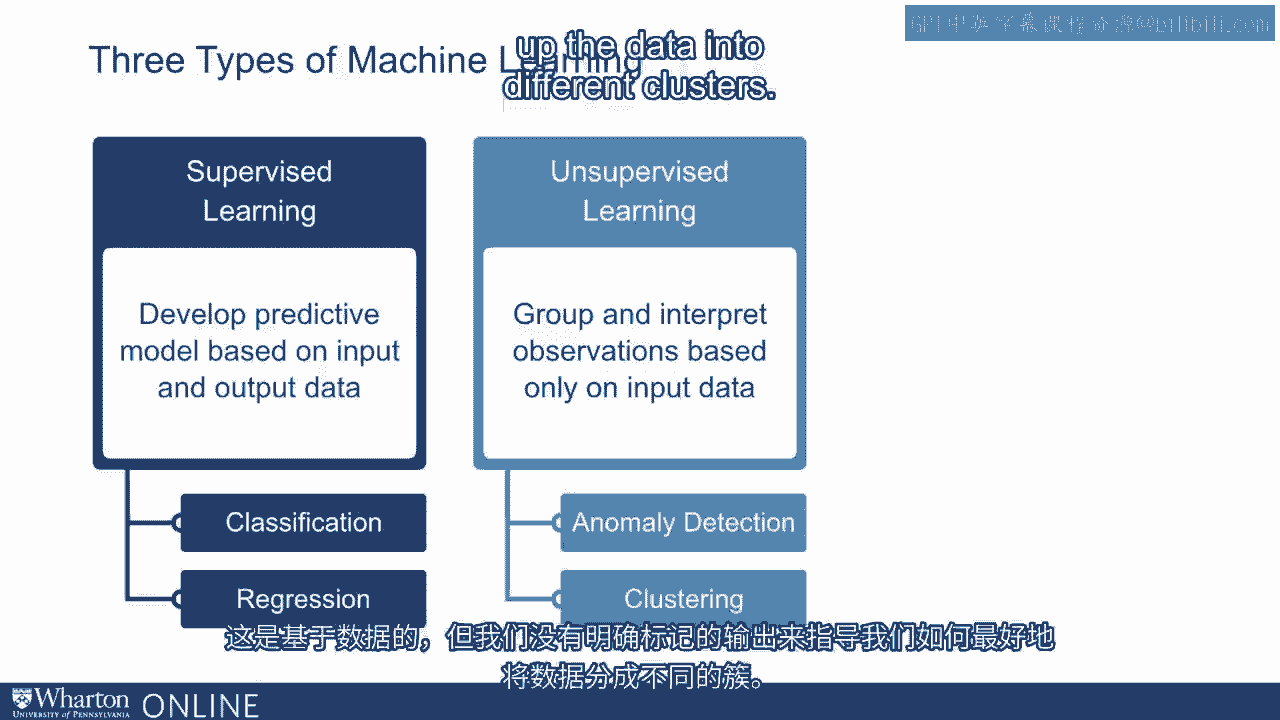 GPT中英字幕课程资源@bilibili.com
Three Types of Machine Learning
up the data into
different clusters.
Supervised
Learning
Develop predictive
model based on input
and output data
Classification
Regression
Unsupervised
Learning
Group and interpret
observations based
only on input data
Anomaly Detection
Clustering
这是基于数据的，但我们没有明确标记的输出来指导我们如何最好地
将数据分成不同的簇。
Wharton
UNIVERSITY of PENNSYLVANIA
ONLINE